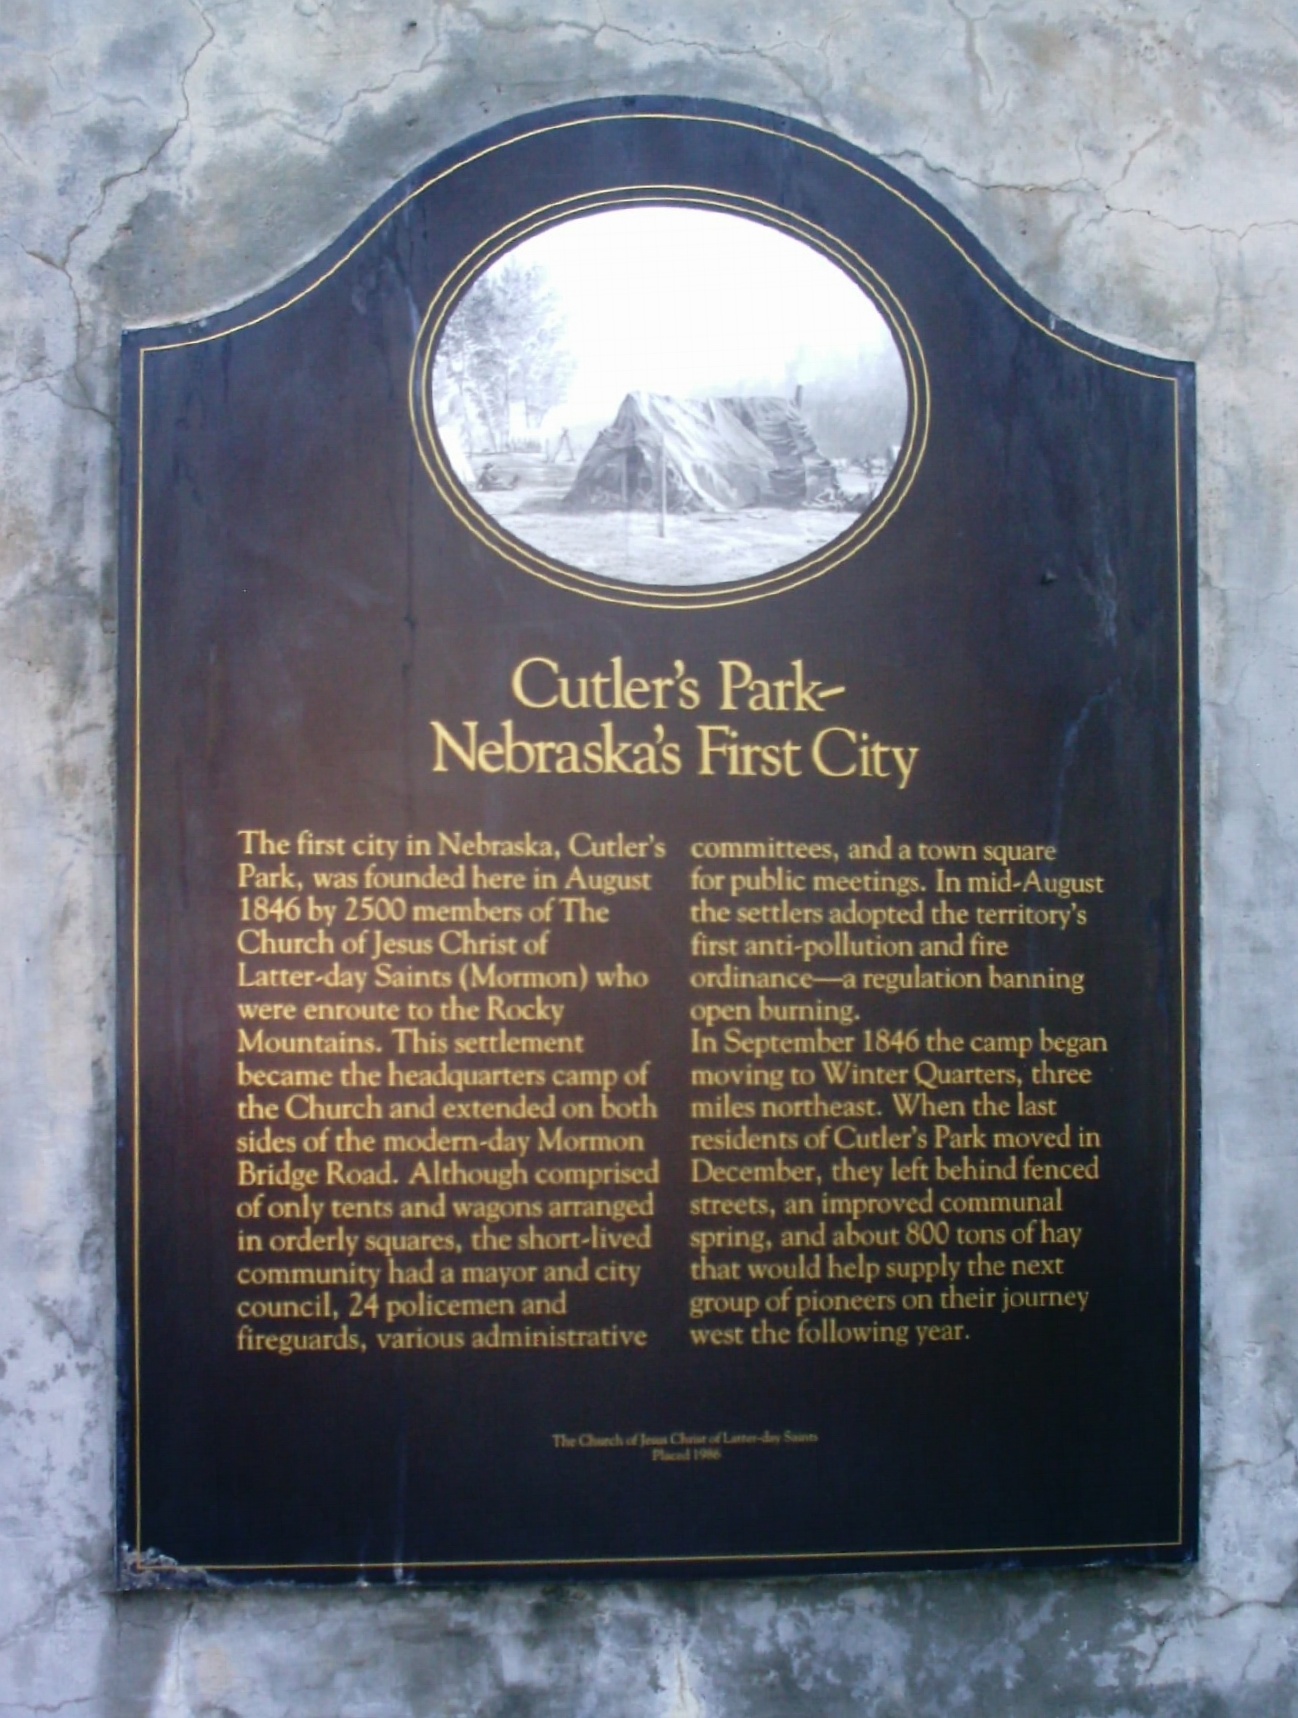 Cutler's Park-
Nebraska's First City
The first city in Nebraska, Cutler's
Park, was founded here in August
1846 by 2500 members of The
Church of Jesus Christ of
Latter-day Saints (Mormon) who
were enroute to the Rocky
Mountains. This settlement
became the headquarters camp of
the Church and extended on both
sides of the modern-day Mormon
Bridge Road. Although comprised
of only tents and wagons arranged
in orderly squares, the short-lived
community had a mayor and city
council, 24 policemen and
fireguards, various administrative
committees, and a town square
for public meetings. In mid-August
the settlers adopted the territory's
first anti-pollution and fire
ordinance—a regulation banning
open burning.
In September 1846 the camp began
moving to Winter Quarters, three
miles northeast. When the last
residents of Cutler's Park moved in
December, they left behind fenced
streets, an improved communal
spring, and about 800 tons of hay
that would help supply the next
group of pioneers on their journey
west the following year.
The Church of Jesus Christ of Latter-day Saints
Placed 1986